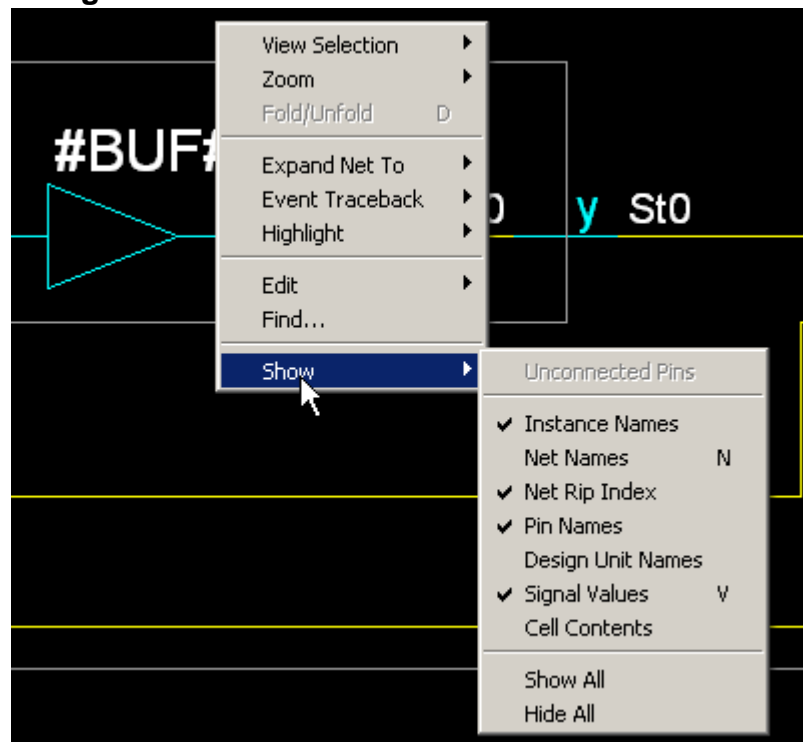 View Selection
Zoom
Fold/Unfold D
#BUF#
Expand Net To
Event Traceback
Highlight
y St0
Edit
Find...
Show
Unconnected Pins
Instance Names
Net Names N
Net Rip Index
Pin Names
Design Unit Names
Signal Values V
Cell Contents
Show All
Hide All